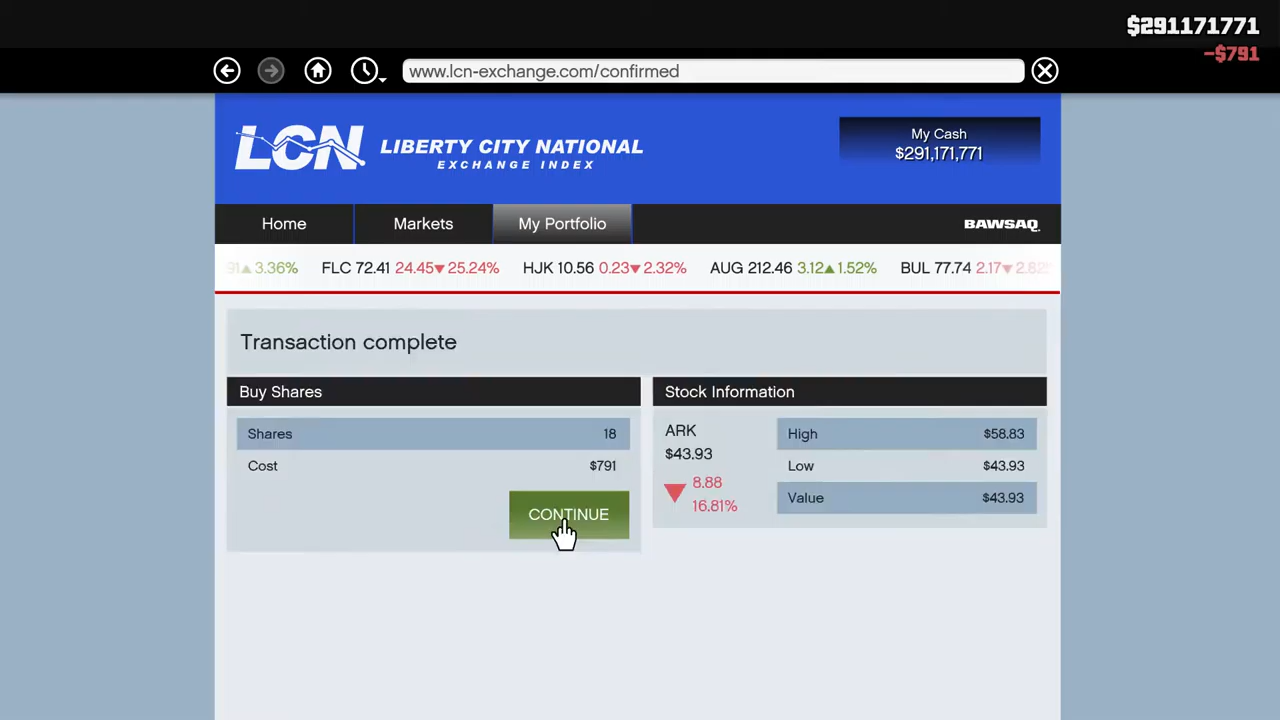 $291171771
-$791
www.lcn-exchange.com/confirmed
LCN LIBERTY CITY NATIONAL
EXCHANGE INDEX
My Cash
$291,171,771
Home Markets My Portfolio BAWSAQ
91▲3.36% FLC 72.41 24.45▼25.24% HJK 10.56 0.23▼2.32% AUG 212.46 3.12▲1.52% BUL 77.74 2.17▼2.82%
Transaction complete
Buy Shares
Shares 18
Cost $791
CONTINUE
Stock Information
ARK
$43.93
8.88
16.81%
High $58.83
Low $43.93
Value $43.93